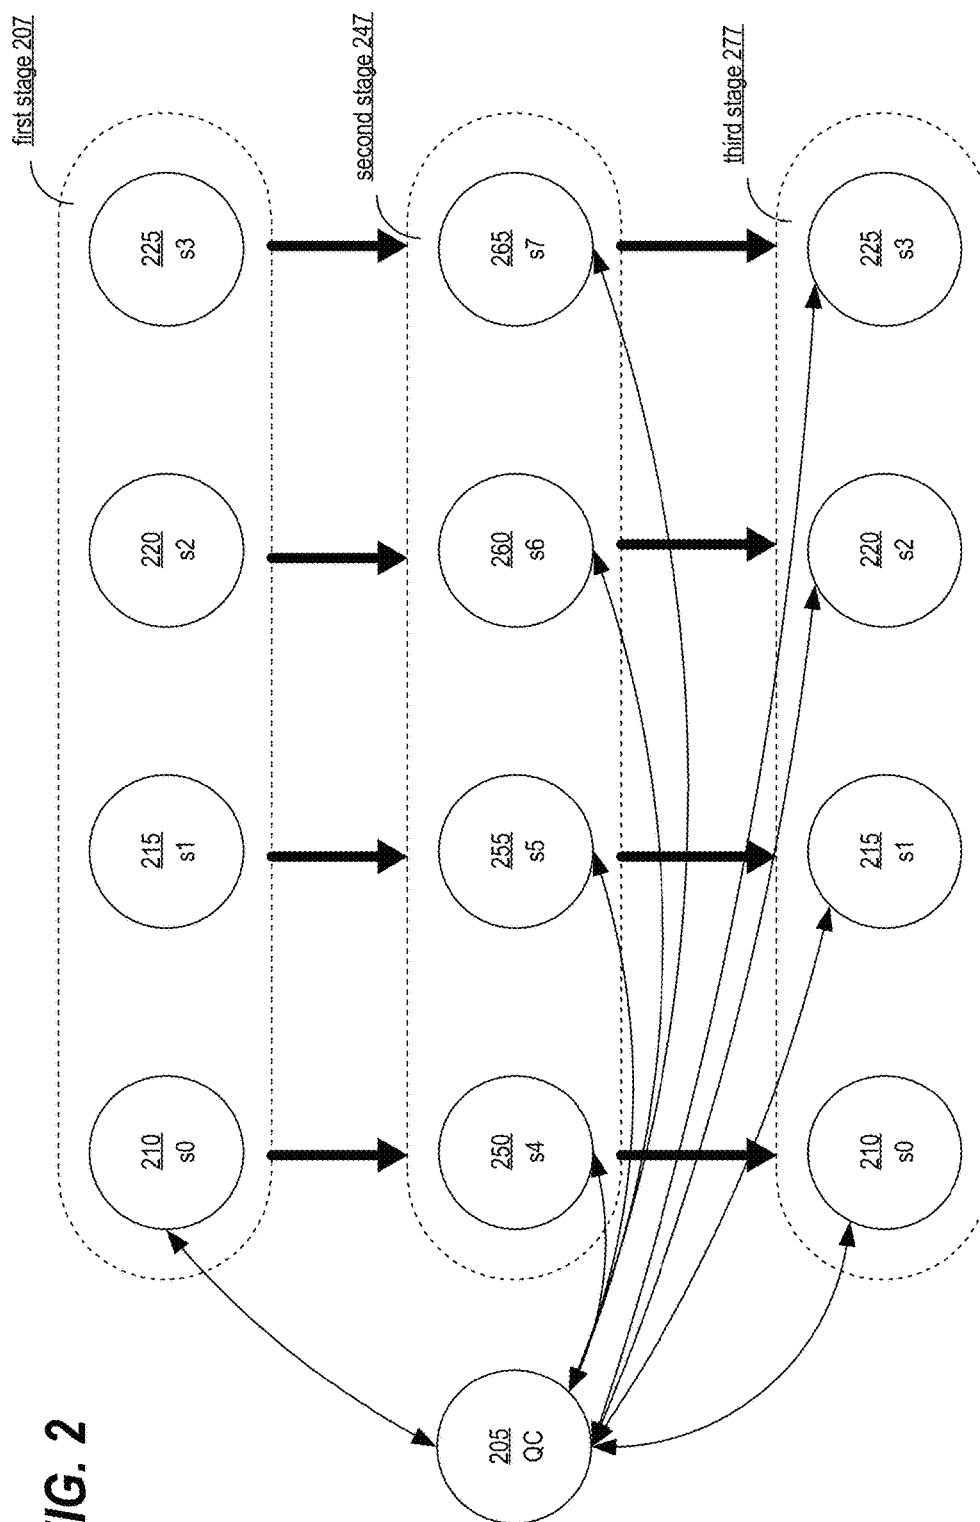 first stage 207
FIG. 2
210
s0
215
s1
220
s2
225
s3
second stage 247
205
QC
250
s4
255
s5
260
s6
265
s7
third stage 277
210
s0
215
s1
220
s2
225
s3